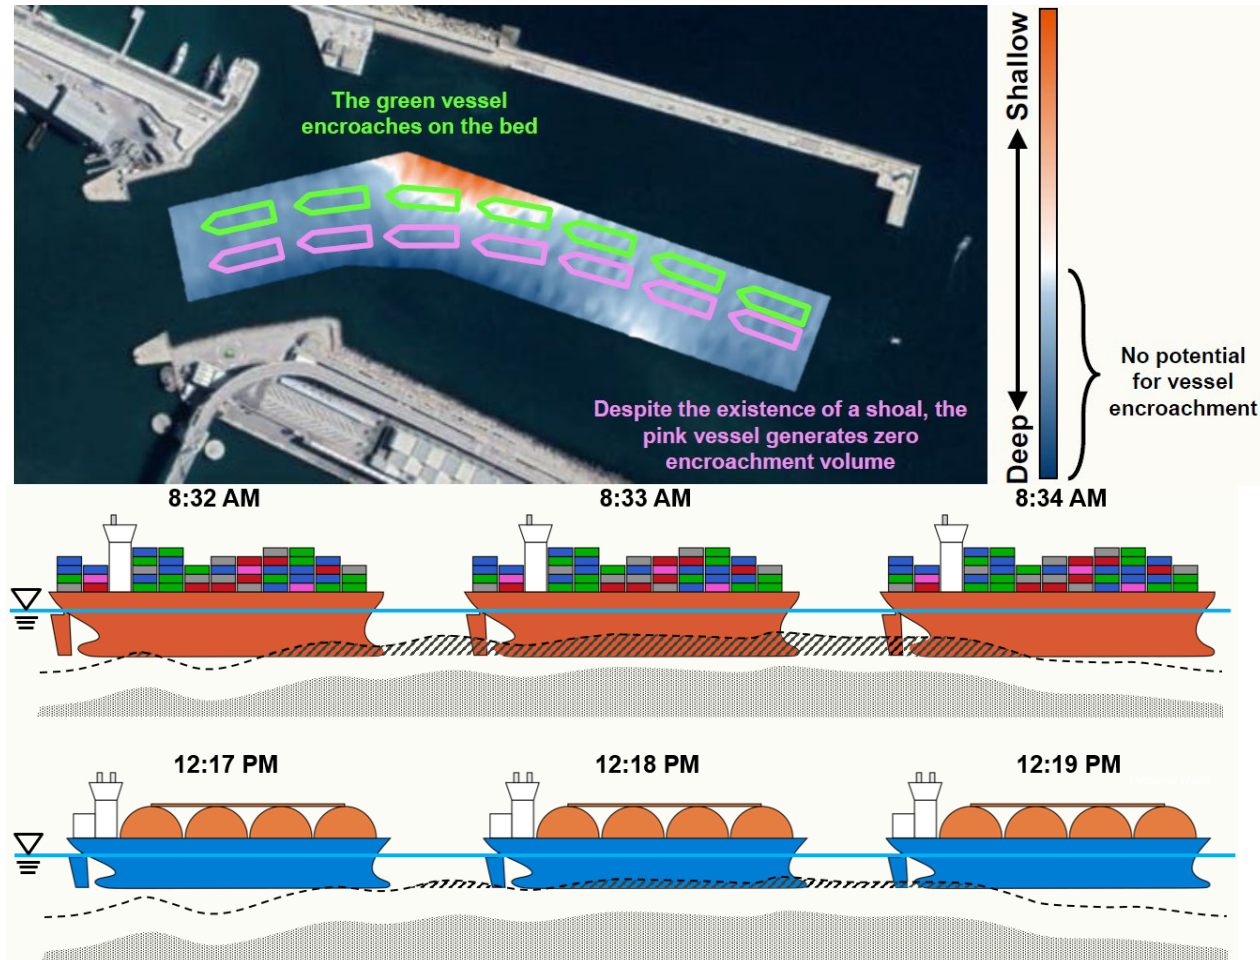 The green vessel
encroaches on the bed
Shallow
Deep
No potential
for vessel
encroachment
Despite the existence of a shoal, the
pink vessel generates zero
encroachment volume
8:32 AM
8:33 AM
8:34 AM
12:17 PM
12:18 PM
12:19 PM